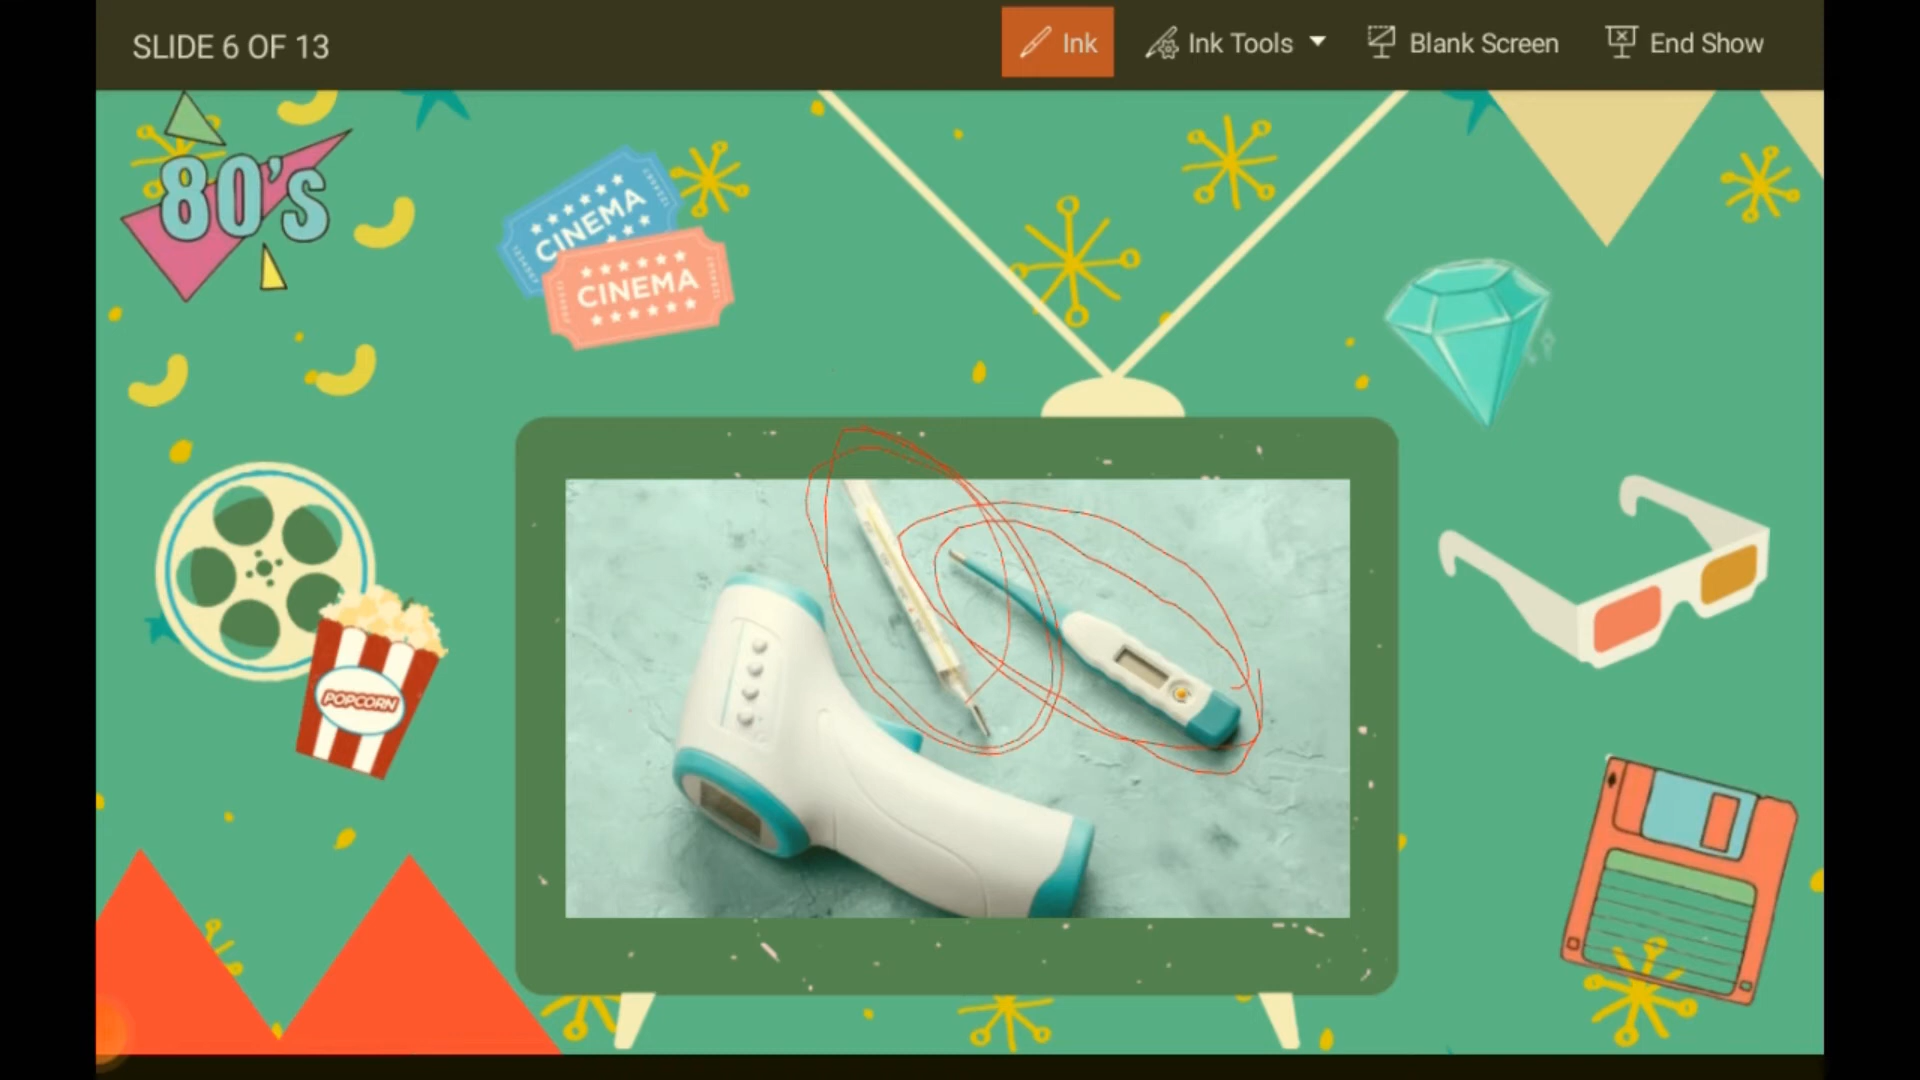 SLIDE 6 OF 13
Ink
Ink Tools
Blank Screen
End Show
80's
CINEMA
CINEMA
POPCORN